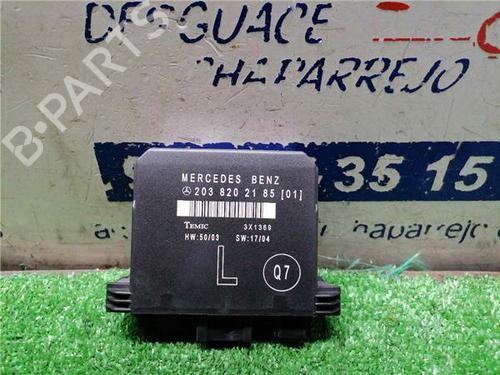 DESGUACE
CHAPARREJO
B-PARTS
35 15
MERCEDES BENZ
203 820 21 85 [01]
TEMIC 3X1369
HW:50/03 SW:17/04
L Q7